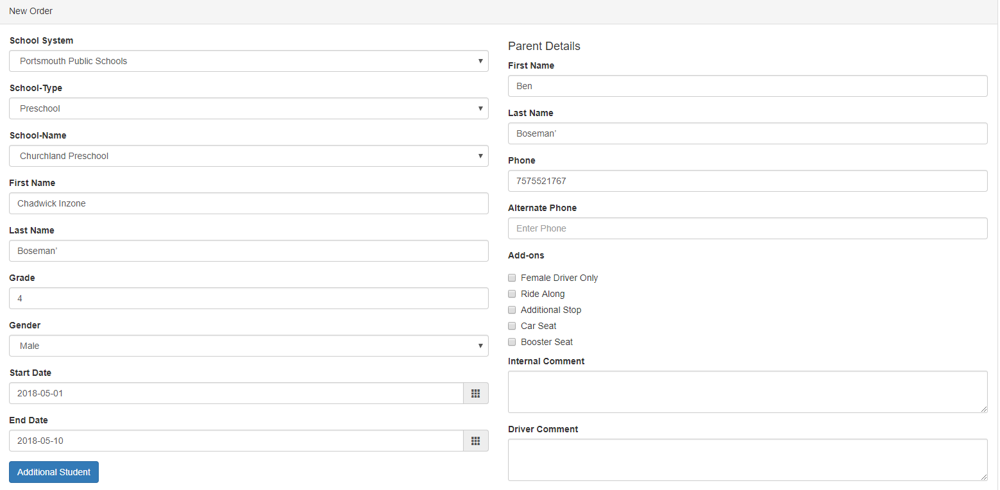 New Order
School System
Portsmouth Public Schools
School-Type
Preschool
School-Name
Churchland Preschool
First Name
Chadwick Inzone
Last Name
Boseman’
Grade
4
Gender
Male
Start Date
2018-05-01
End Date
2018-05-10
Additional Student
Parent Details
First Name
Ben
Last Name
Boseman’
Phone
7575521767
Alternate Phone
Enter Phone
Add-ons
Female Driver Only
Ride Along
Additional Stop
Car Seat
Booster Seat
Internal Comment
Driver Comment